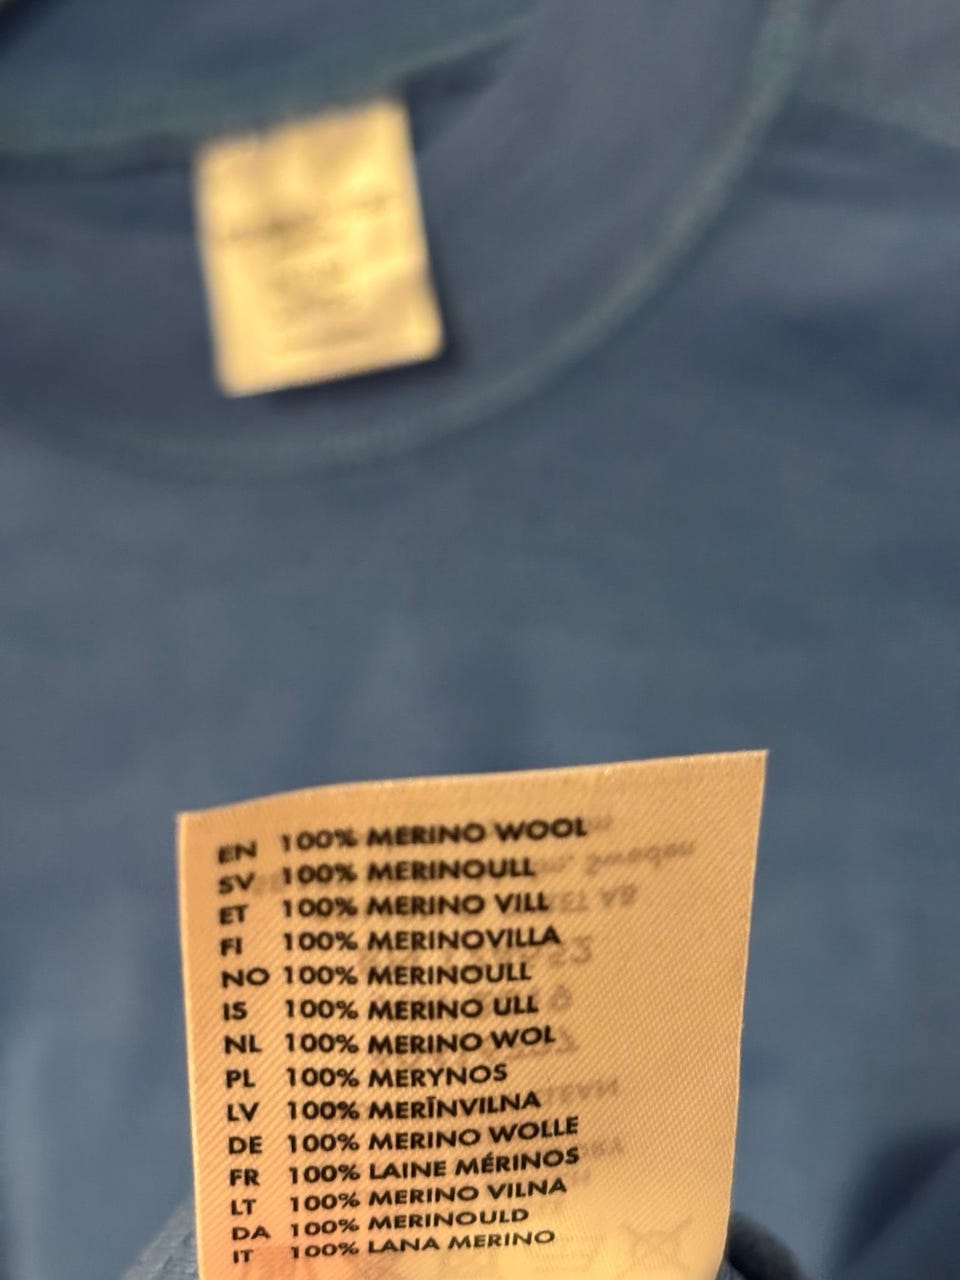 EN 100% MERINO WOOL
SV 100% MERINOULL
ET 100% MERINO VILL
FI 100% MERINOVILLA
NO 100% MERINOULL
IS 100% MERINO ULL
NL 100% MERINO WOL
PL 100% MERYNOS
LV 100% MERĪNVILNA
DE 100% MERINO WOLLE
FR 100% LAINE MÉRINOS
LT 100% MERINO VILNA
DA 100% MERINOULD
IT 100% LANA MERINO